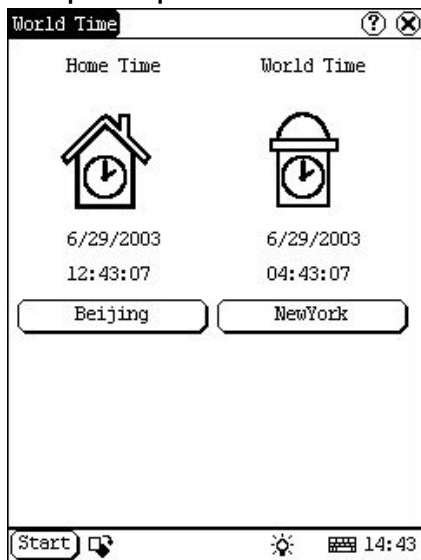 World Time ?
Home Time World Time
6/29/2003 6/29/2003
12:43:07 04:43:07
Beijing NewYork
Start 14:43